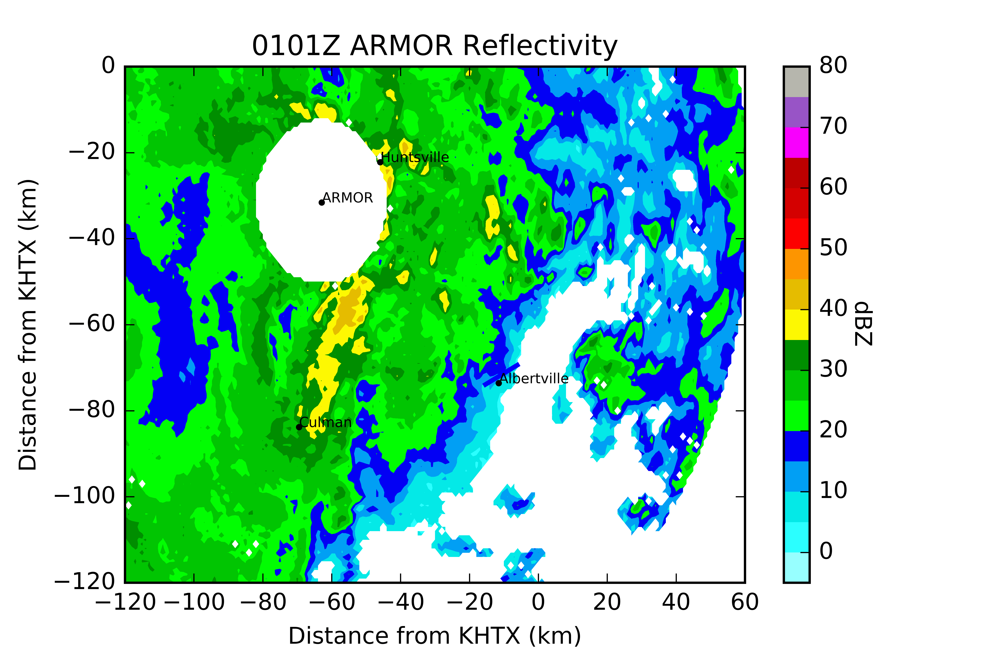 0101Z ARMOR Reflectivity
0
−20
−40
−60
−80
−100
−120
−120 −100 −80 −60 −40 −20 0 20 40 60
Distance from KHTX (km)
Distance from KHTX (km)
Huntsville
ARMOR
Albertville
Culman
80
70
60
50
40
30
20
10
0
dBZ